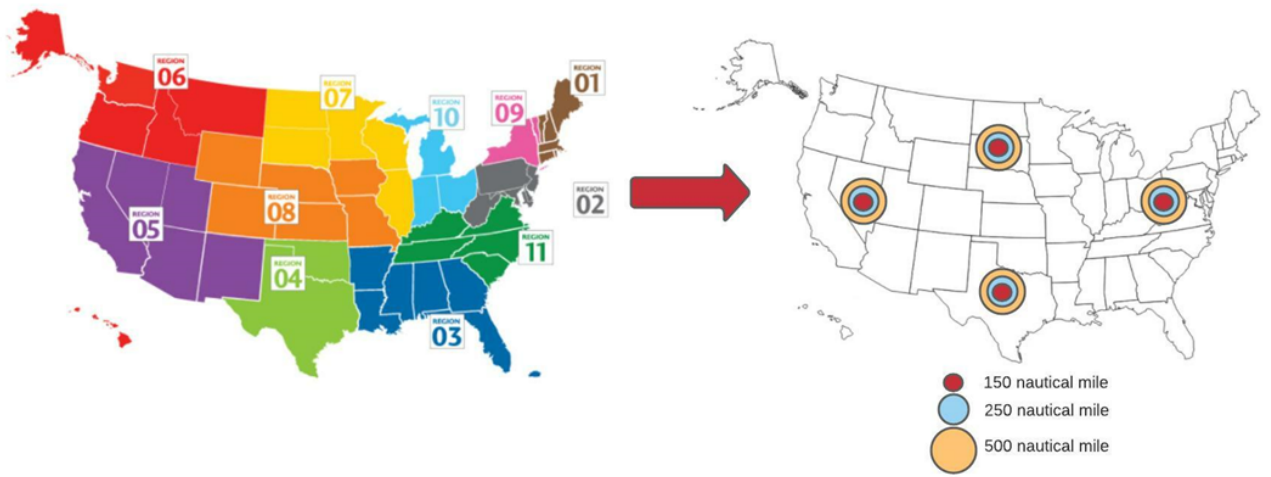 REGION
06
REGION
07
REGION
10
REGION
09
REGION
01
REGION
02
REGION
05
REGION
08
REGION
04
REGION
11
REGION
03
150 nautical mile
250 nautical mile
500 nautical mile